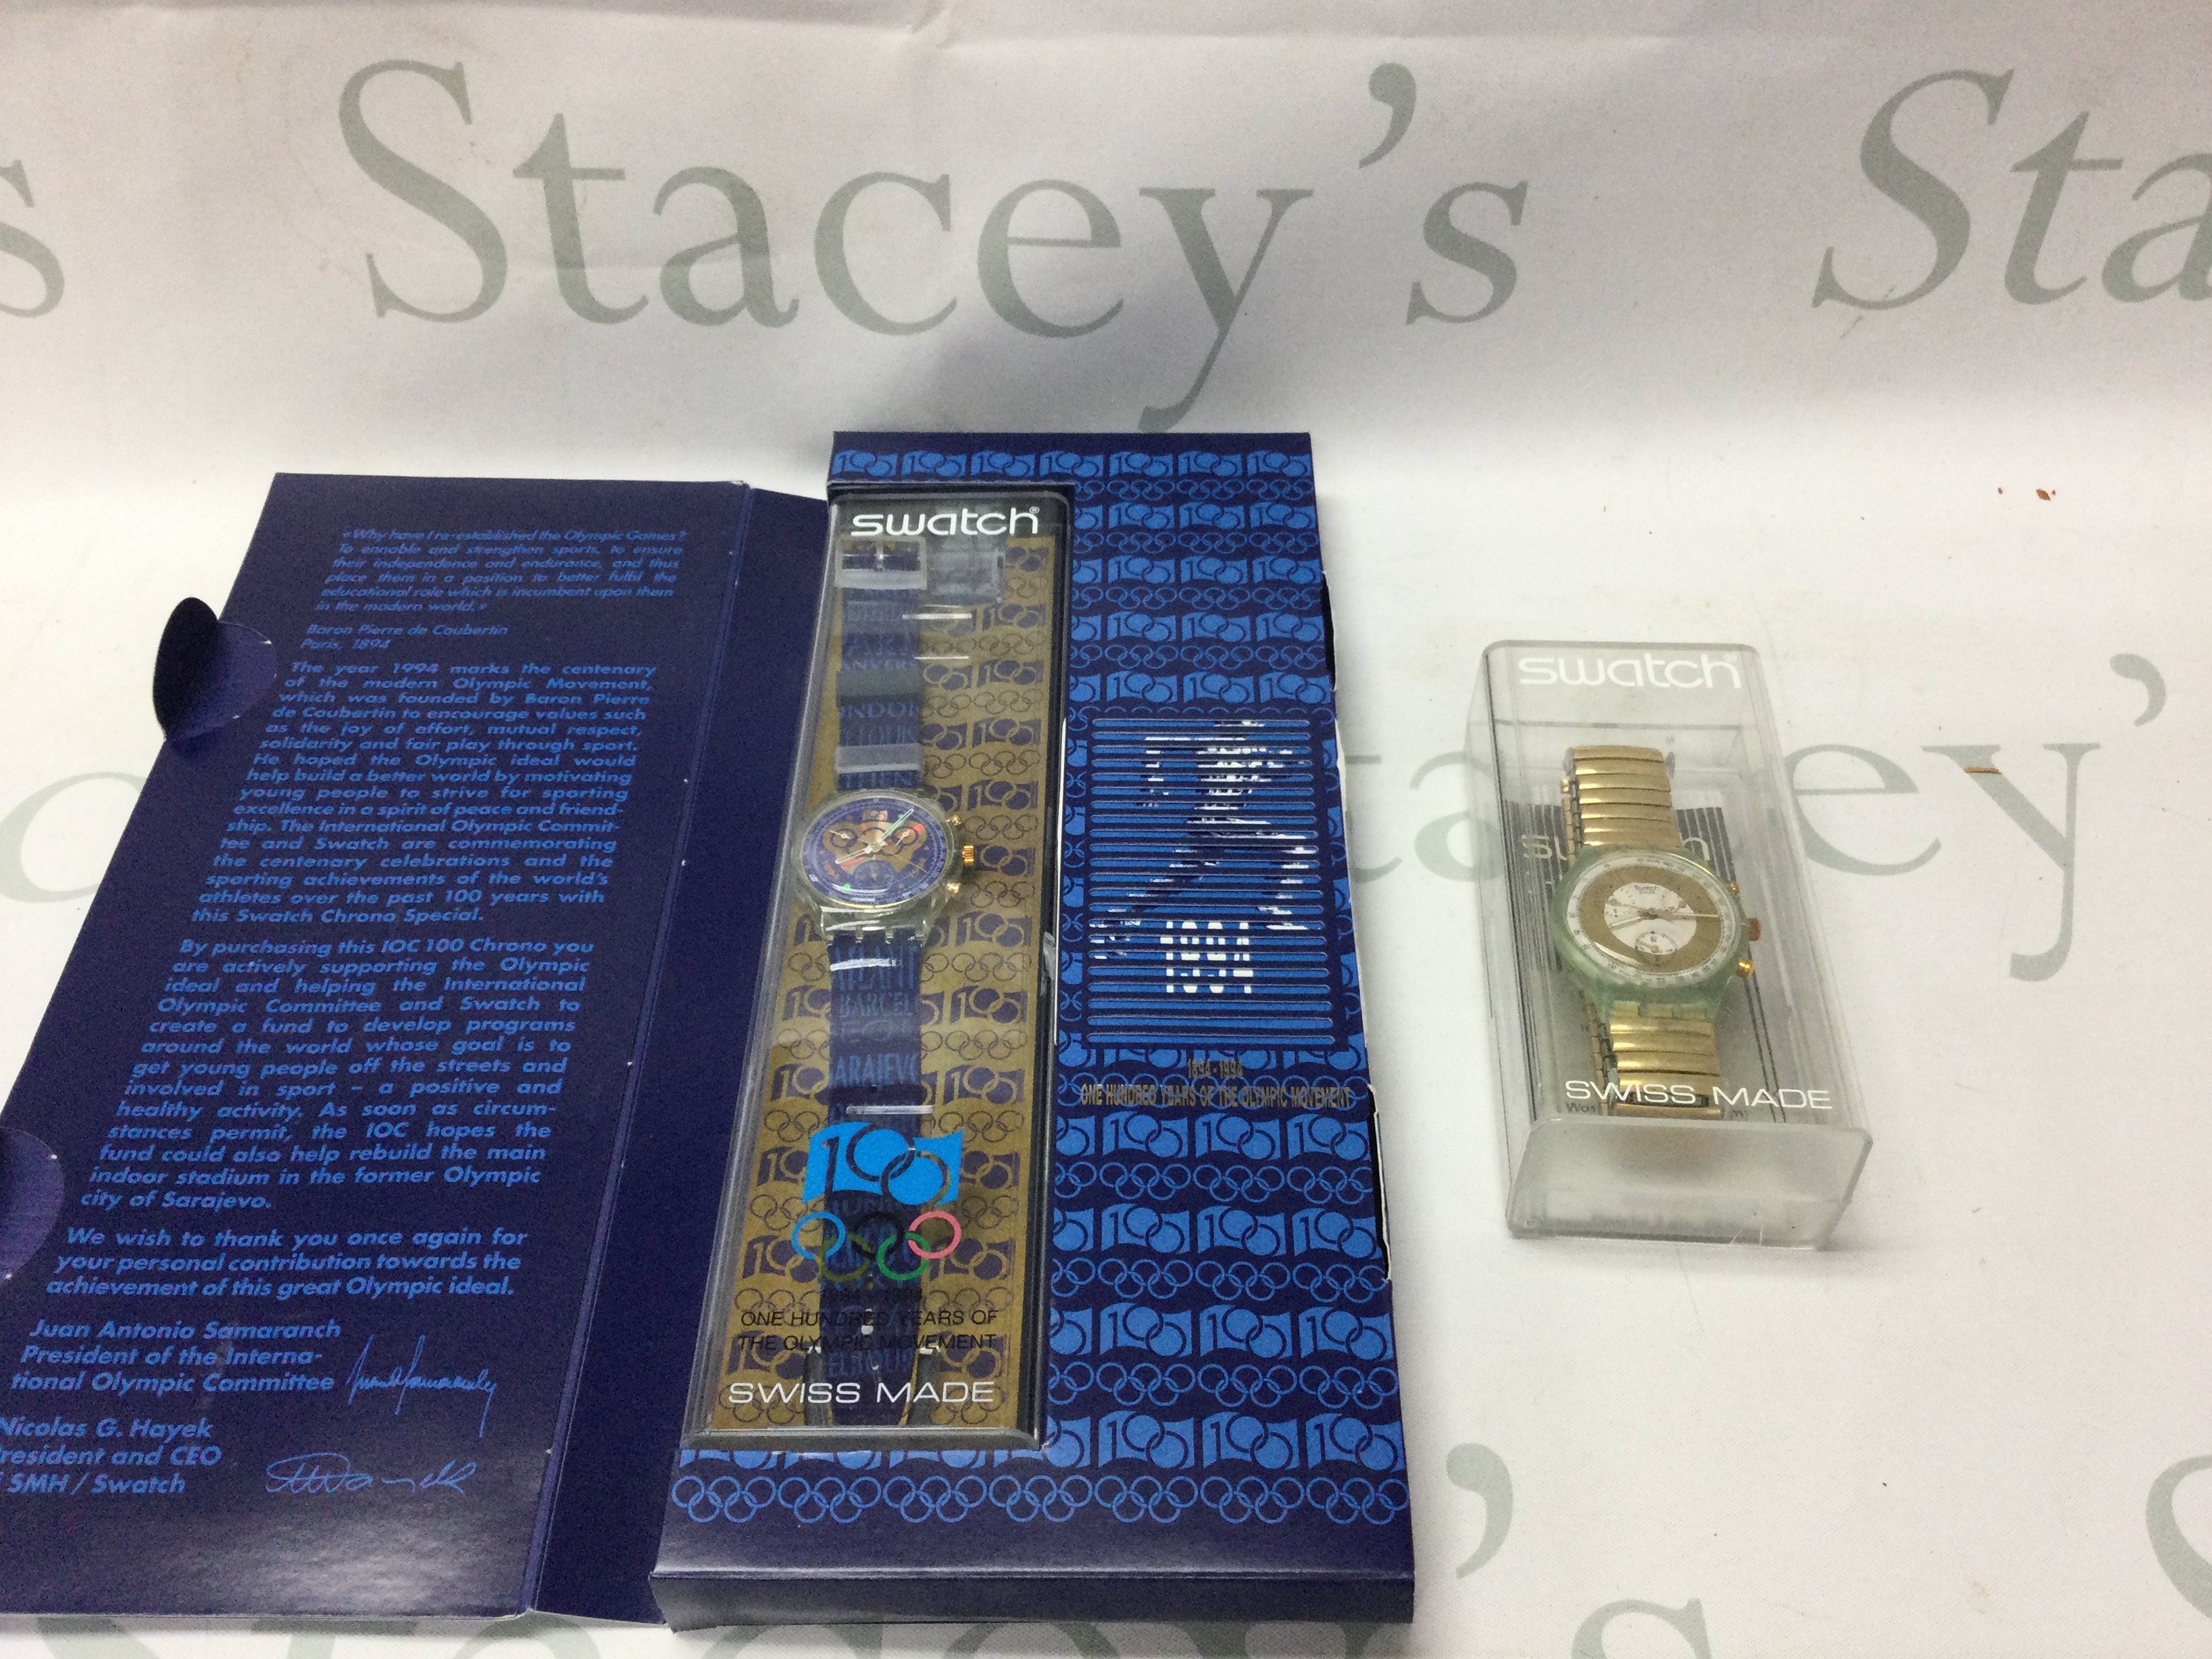 Stacey's
Sta
swatch
« Why have I re-established the Olympic Games?
To ennoble and strengthen sports, to ensure
their independence and endurance, and thus
place them in a position to better fulfil the
educational role which is incumbent upon them
in the modern world. »
Baron Pierre de Coubertin
Paris, 1894
The year 1994 marks the centenary
of the modern Olympic Movement,
which was founded by Baron Pierre
de Coubertin to encourage values such
as the joy of effort, mutual respect,
solidarity and fair play through sport.
He hoped the Olympic ideal would
help build a better world by motivating
young people to strive for sporting
excellence in a spirit of peace and friend-
ship. The International Olympic Commit-
tee and Swatch are commemorating
the centenary celebrations and the
sporting achievements of the world's
athletes over the past 100 years with
this Swatch Chrono Special.
By purchasing this IOC 100 Chrono you
are actively supporting the Olympic
ideal and helping the International
Olympic Committee and Swatch to
create a fund to develop programs
around the world whose goal is to
get young people off the streets and
involved in sport – a positive and
healthy activity. As soon as circum-
stances permit, the IOC hopes the
fund could also help rebuild the main
indoor stadium in the former Olympic
city of Sarajevo.
We wish to thank you once again for
your personal contribution towards the
achievement of this great Olympic ideal.
Juan Antonio Samaranch
President of the Interna-
tional Olympic Committee
Nicolas G. Hayek
resident and CEO
SMH / Swatch
100
ONE HUNDRED YEARS OF
THE OLYMPIC MOVEMENT
SWISS MADE
1994
1894-1994
ONE HUNDRED YEARS OF THE OLYMPIC MOVEMENT
swatch
SWISS MADE